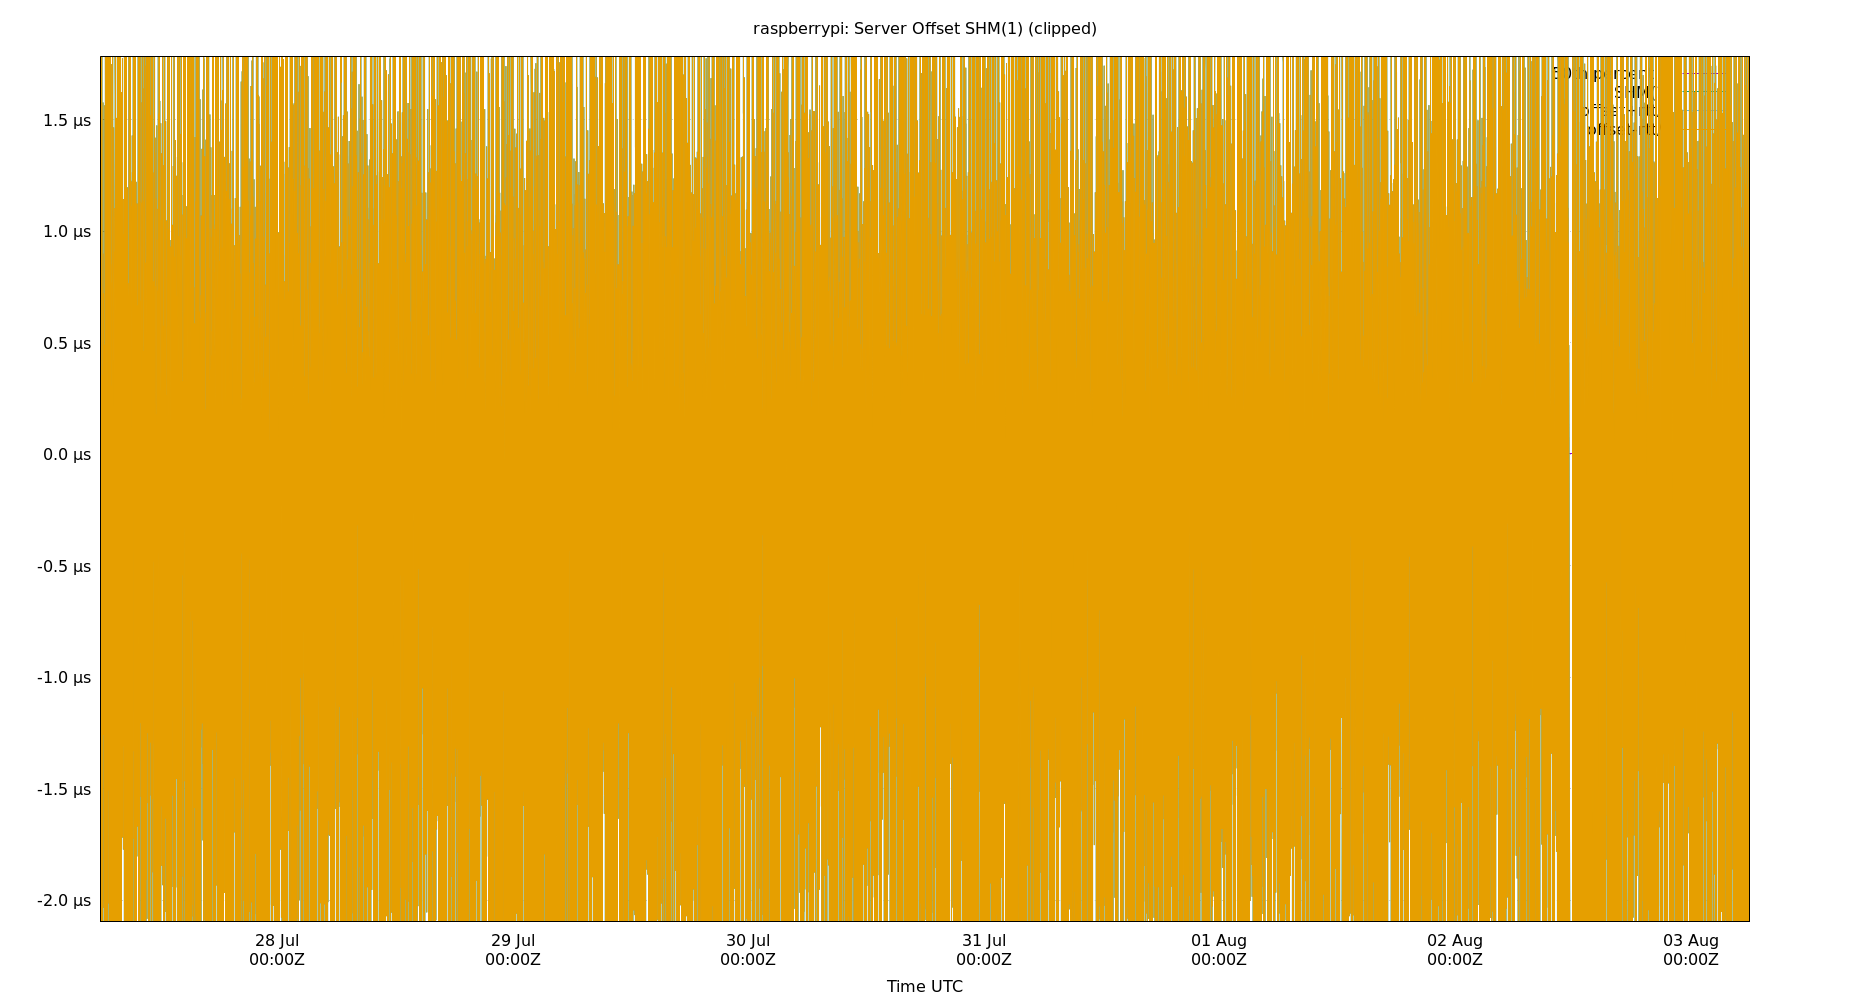 raspberrypi: Server Offset SHM(1) (clipped)
1.5 µs
1.0 µs
0.5 µs
0.0 µs
-0.5 µs
-1.0 µs
-1.5 µs
-2.0 µs
28 Jul 29 Jul 30 Jul 31 Jul 01 Aug 02 Aug 03 Aug
00:00Z 00:00Z 00:00Z 00:00Z 00:00Z 00:00Z 00:00Z
Time UTC